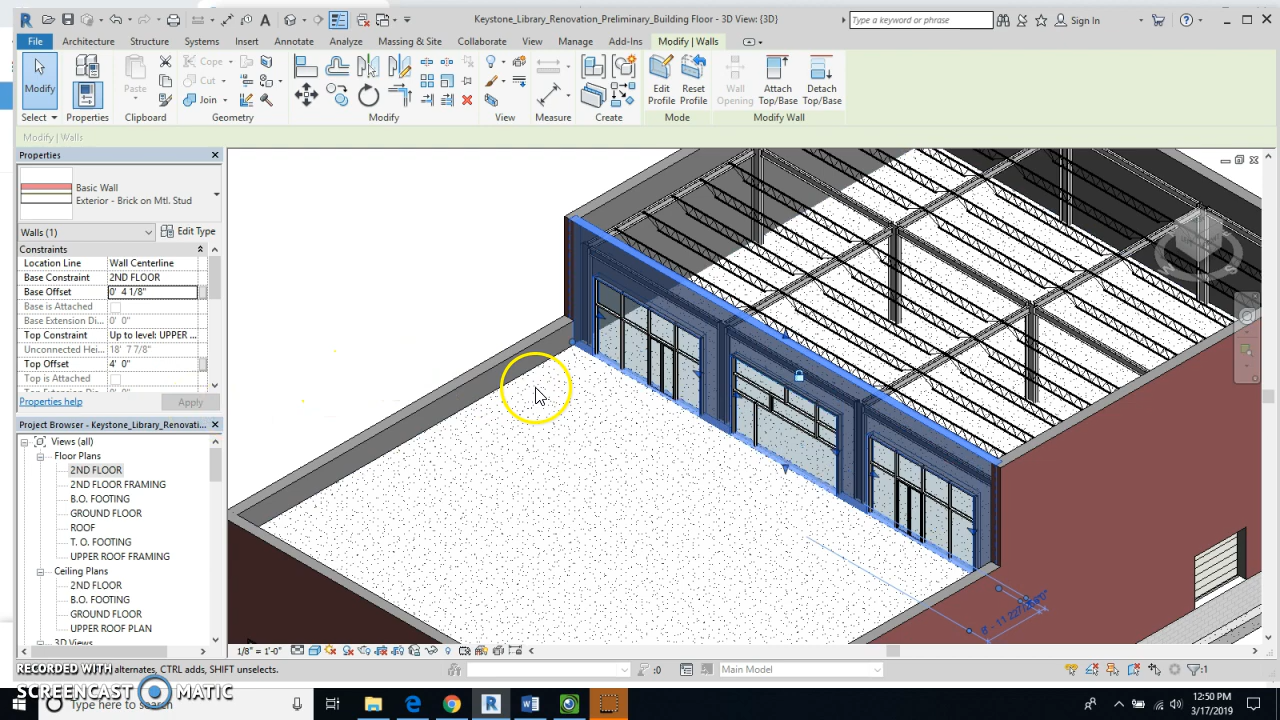 Keystone_Library_Renovation_Preliminary_Building Floor - 3D View: {3D}
Type a keyword or phrase
Sign In
File Architecture Structure Systems Insert Annotate Analyze Massing & Site Collaborate View Manage Add-Ins Modify | Walls
Modify
Paste
Cope
Cut
Join
Edit Profile
Reset Profile
Wall Opening
Attach Top/Base
Detach Top/Base
Select Properties Clipboard Geometry Modify View Measure Create Mode Modify Wall
Modify | Walls
Properties
Basic Wall
Exterior - Brick on Mtl. Stud
Walls (1) Edit Type
Constraints
Location Line Wall Centerline
Base Constraint 2ND FLOOR
Base Offset 0' 4 1/8"
Base is Attached
Base Extension Di... 0' 0"
Top Constraint Up to level: UPPER ...
Unconnected Hei... 18' 7 7/8"
Top Offset 4' 0"
Top is Attached
Properties help Apply
Project Browser - Keystone_Library_Renovati...
Views (all)
Floor Plans
2ND FLOOR
2ND FLOOR FRAMING
B.O. FOOTING
GROUND FLOOR
ROOF
T. O. FOOTING
UPPER ROOF FRAMING
Ceiling Plans
2ND FLOOR
B.O. FOOTING
GROUND FLOOR
UPPER ROOF PLAN
3D Views
1/8" = 1'-0"
RECORDED WITH
alternates, CTRL adds, SHIFT unselects.
:0
Main Model
:1
SCREENCAST MATIC
Type here to search
12:50 PM
3/17/2019